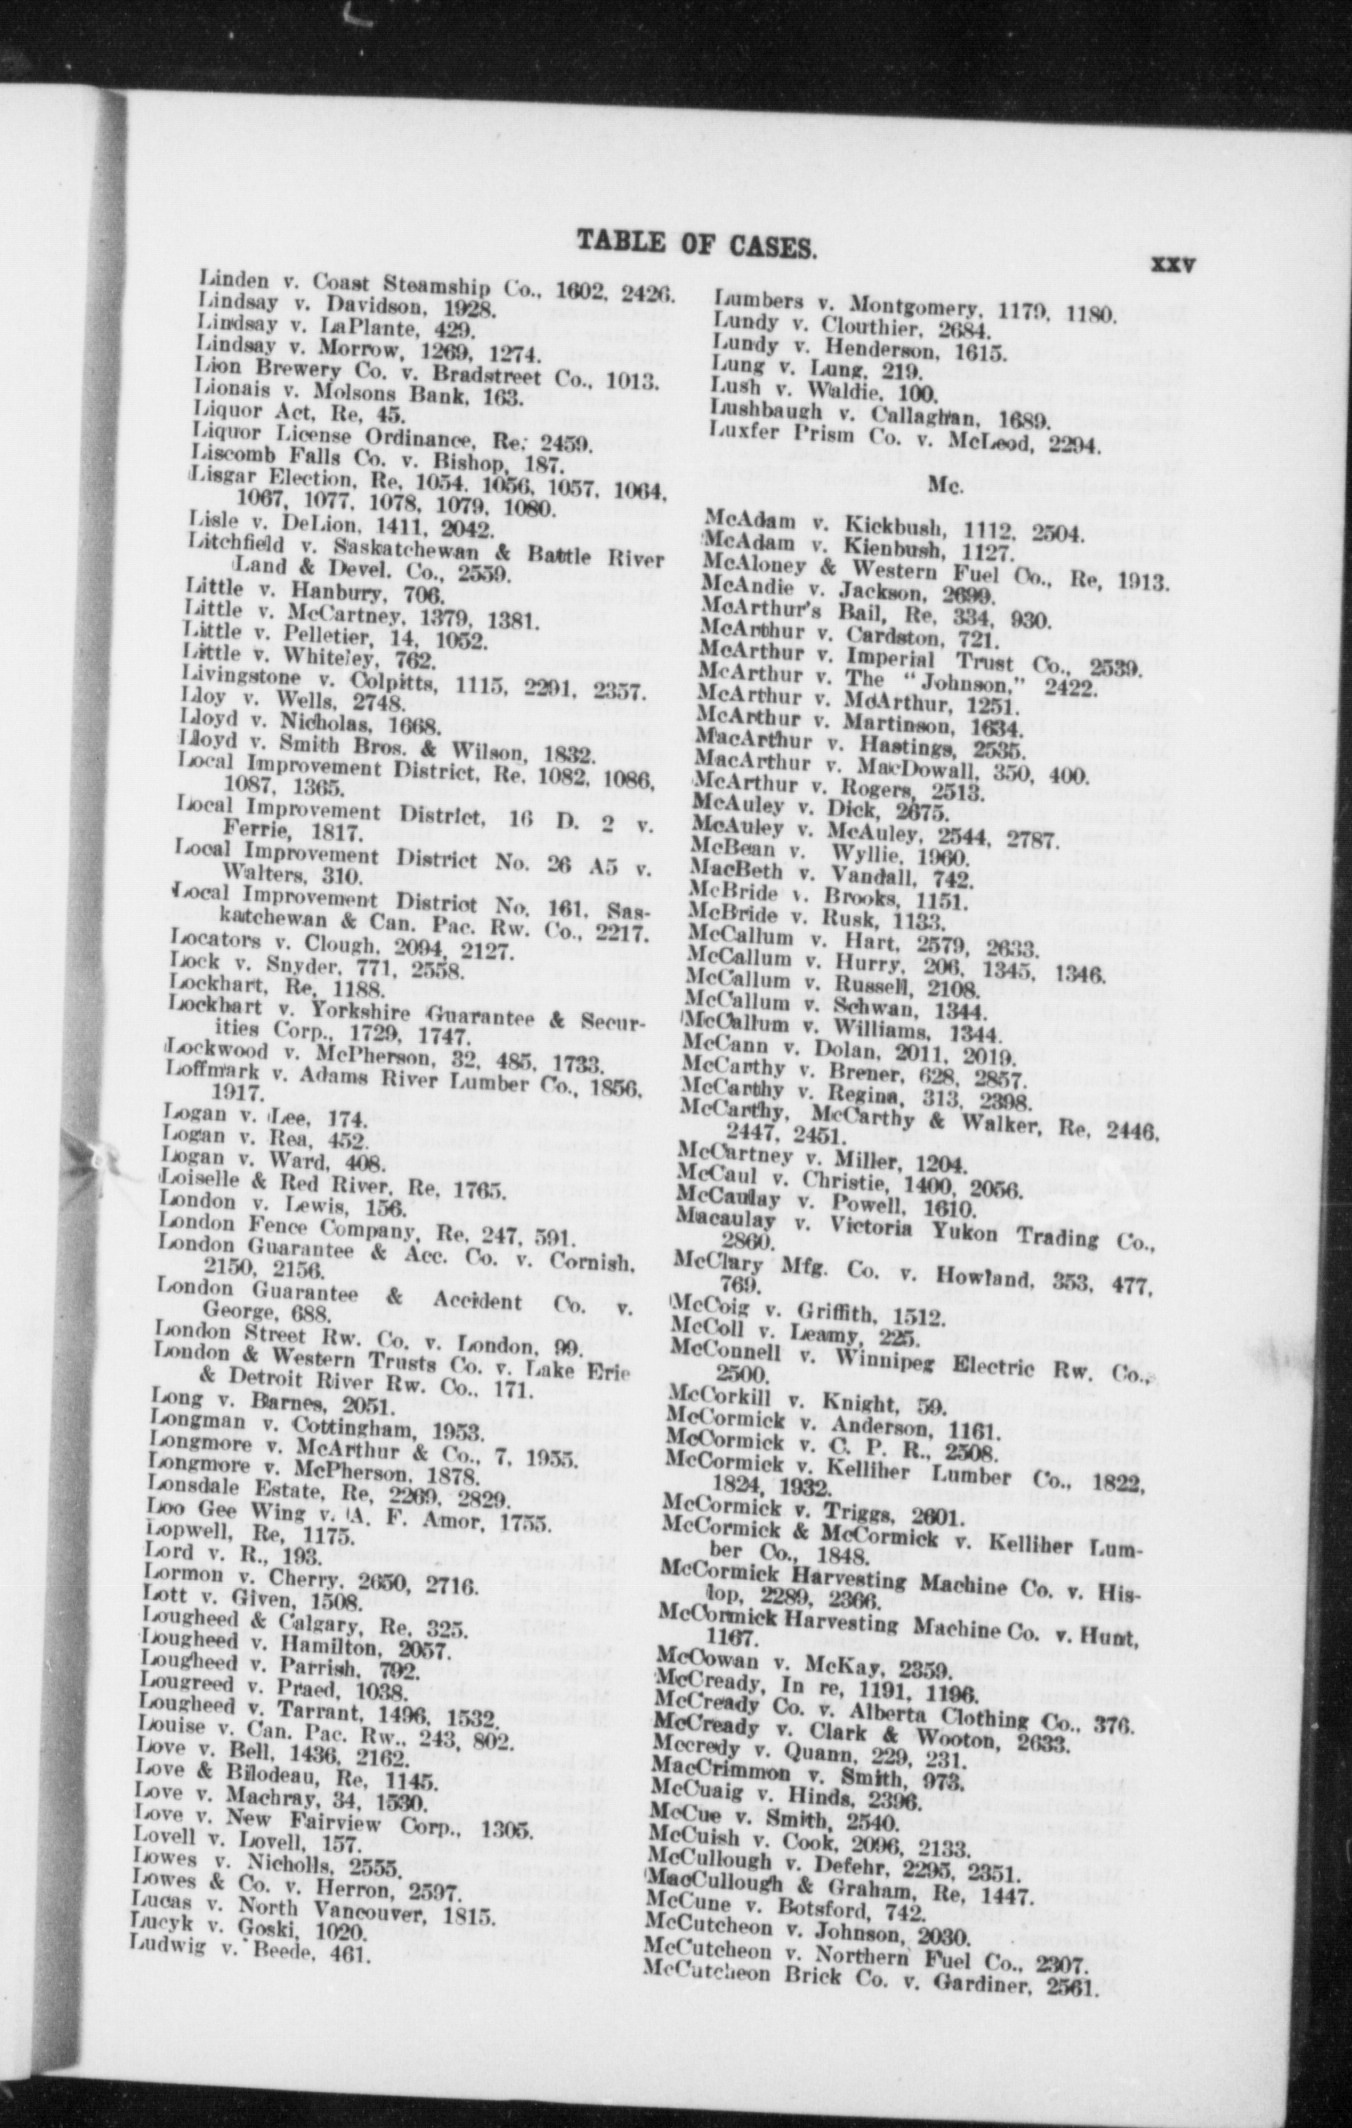 TABLE OF CASES.
xxv
Linden v. Coast Steamship Co., 1602, 2426.
Lindsay v. Davidson, 1928.
Lindsay v. LaPlante, 429.
Lindsay v. Morrow, 1269, 1274.
Lion Brewery Co. v. Bradstreet Co., 1013.
Lionais v. Molsons Bank, 163.
Liquor Act, Re, 45.
Liquor License Ordinance, Re, 2459.
Liscomb Falls Co. v. Bishop, 187.
Lisgar Election, Re, 1054, 1056, 1057, 1064,
1067, 1077, 1078, 1079, 1080.
Lisle v. DeLion, 1411, 2042.
Litchfield v. Saskatchewan & Battle River
Land & Devel. Co., 2559.
Little v. Hanbury, 706.
Little v. McCartney, 1379, 1381.
Little v. Pelletier, 14, 1052.
Little v. Whiteley, 762.
Livingstone v. Colpitts, 1115, 2291, 2357.
Lloy v. Wells, 2748.
Lloyd v. Nicholas, 1668.
Lloyd v. Smith Bros. & Wilson, 1832.
Local Improvement District, Re, 1082, 1086,
1087, 1365.
Local Improvement District, 16 D. 2 v.
Ferrie, 1817.
Local Improvement District No. 26 A5 v.
Walters, 310.
Local Improvement District No. 161, Sas-
katchewan & Can. Pac. Rw. Co., 2217.
Locators v. Clough, 2094, 2127.
Lock v. Snyder, 771, 2558.
Lockhart, Re, 1188.
Lockhart v. Yorkshire Guarantee & Secur-
ities Corp., 1729, 1747.
Lockwood v. McPherson, 32, 485, 1733.
Loffmark v. Adams River Lumber Co., 1856,
1917.
Logan v. Lee, 174.
Logan v. Rea, 452.
Logan v. Ward, 408.
Loiselle & Red River, Re, 1765.
London v. Lewis, 156.
London Fence Company, Re, 247, 591.
London Guarantee & Acc. Co. v. Cornish,
2150, 2156.
London Guarantee & Accident Co. v.
George, 688.
London Street Rw. Co. v. London, 99.
London & Western Trusts Co. v. Lake Erie
& Detroit River Rw. Co., 171.
Long v. Barnes, 2051.
Longman v. Cottingham, 1953.
Longmore v. McArthur & Co., 7, 1955.
Longmore v. McPherson, 1878.
Lonsdale Estate, Re, 2269, 2829.
Loo Gee Wing v. A. F. Amor, 1755.
Lopwell, Re, 1175.
Lord v. R., 193.
Lormon v. Cherry, 2650, 2716.
Lott v. Given, 1508.
Lougheed & Calgary, Re, 325.
Lougheed v. Hamilton, 2057.
Lougheed v. Parrish, 792.
Lougreed v. Praed, 1038.
Lougheed v. Tarrant, 1496, 1532.
Louise v. Can. Pac. Rw., 243, 802.
Love v. Bell, 1436, 2162.
Love & Bilodeau, Re, 1145.
Love v. Machray, 34, 1530.
Love v. New Fairview Corp., 1305.
Lovell v. Lovell, 157.
Lowes v. Nicholls, 2555.
Lowes & Co. v. Herron, 2597.
Lucas v. North Vancouver, 1815.
Lucyk v. Goski, 1020.
Ludwig v. Beede, 461.
Lumbers v. Montgomery, 1179, 1180.
Lundy v. Clouthier, 2684.
Lundy v. Henderson, 1615.
Lung v. Lung, 219.
Lush v. Waldie, 100.
Lushbaugh v. Callaghan, 1689.
Luxfer Prism Co. v. McLeod, 2294.
Mc.
McAdam v. Kickbush, 1112, 2504.
McAdam v. Kienbush, 1127.
McAloney & Western Fuel Co., Re, 1913.
McAndie v. Jackson, 2699.
McArthur's Bail, Re, 334, 930.
McArthur v. Cardston, 721.
McArthur v. Imperial Trust Co., 2539.
McArthur v. The "Johnson," 2422.
McArthur v. McArthur, 1251.
McArthur v. Martinson, 1634.
MacArthur v. Hastings, 2535.
MacArthur v. MacDowall, 350, 400.
McArthur v. Rogers, 2513.
McAuley v. Dick, 2675.
McAuley v. McAuley, 2544, 2787.
McBean v. Wyllie, 1960.
MacBeth v. Vandall, 742.
McBride v. Brooks, 1151.
McBride v. Rusk, 1133.
McCallum v. Hart, 2579, 2633.
McCallum v. Hurry, 206, 1345, 1346.
McCallum v. Russell, 2108.
McCallum v. Schwan, 1344.
McCallum v. Williams, 1344.
McCann v. Dolan, 2011, 2019.
McCarthy v. Brener, 628, 2857.
McCarthy v. Regina, 313, 2398.
McCarthy, McCarthy & Walker, Re, 2446,
2447, 2451.
McCartney v. Miller, 1204.
McCaul v. Christie, 1400, 2056.
McCaulay v. Powell, 1610.
Macaulay v. Victoria Yukon Trading Co.,
2860.
McClary Mfg. Co. v. Howland, 353, 477,
769.
McCoig v. Griffith, 1512.
McColl v. Leamy, 225.
McConnell v. Winnipeg Electric Rw. Co.,
2500.
McCorkill v. Knight, 59.
McCormick v. Anderson, 1161.
McCormick v. C. P. R., 2508.
McCormick v. Kelliher Lumber Co., 1822,
1824, 1932.
McCormick v. Triggs, 2601.
McCormick & McCormick v. Kelliher Lum-
ber Co., 1848.
McCormick Harvesting Machine Co. v. His-
lop, 2289, 2366.
McCormick Harvesting Machine Co. v. Hunt,
1167.
McCowan v. McKay, 2359.
McCready, In re, 1191, 1196.
McCready Co. v. Alberta Clothing Co., 376.
McCready v. Clark & Wooton, 2633.
Mccredy v. Quann, 229, 231.
MacCrimmon v. Smith, 973.
McCuaig v. Hinds, 2396.
McCue v. Smith, 2540.
McCuish v. Cook, 2096, 2133.
McCullough v. Defehr, 2295, 2351.
MacCullough & Graham, Re, 1447.
McCune v. Botsford, 742.
McCutcheon v. Johnson, 2030.
McCutcheon v. Northern Fuel Co., 2307.
McCutcheon Brick Co. v. Gardiner, 2561.